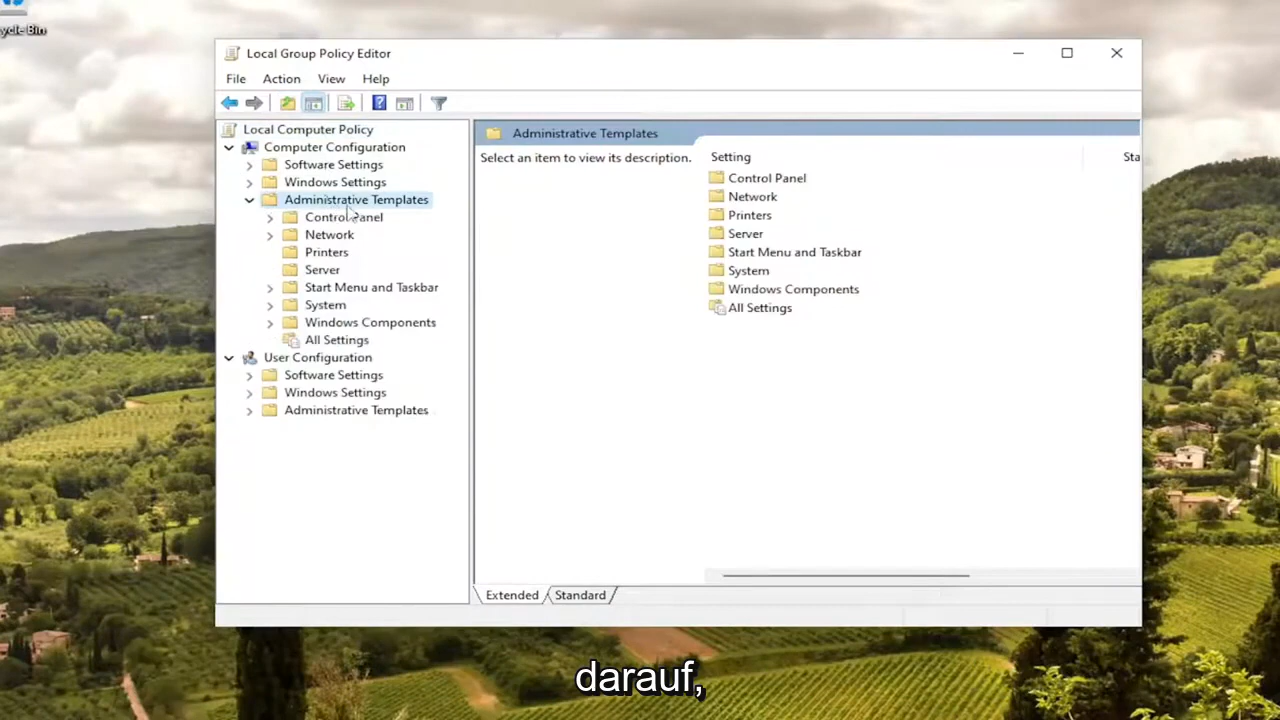 Local Group Policy Editor
File Action View Help
Local Computer Policy
Computer Configuration
Software Settings
Windows Settings
Administrative Templates
Control Panel
Network
Printers
Server
Start Menu and Taskbar
System
Windows Components
All Settings
User Configuration
Software Settings
Windows Settings
Administrative Templates
Administrative Templates
Select an item to view its description.
Setting
Control Panel
Network
Printers
Server
Start Menu and Taskbar
System
Windows Components
All Settings
Sta
Extended Standard
darauf,